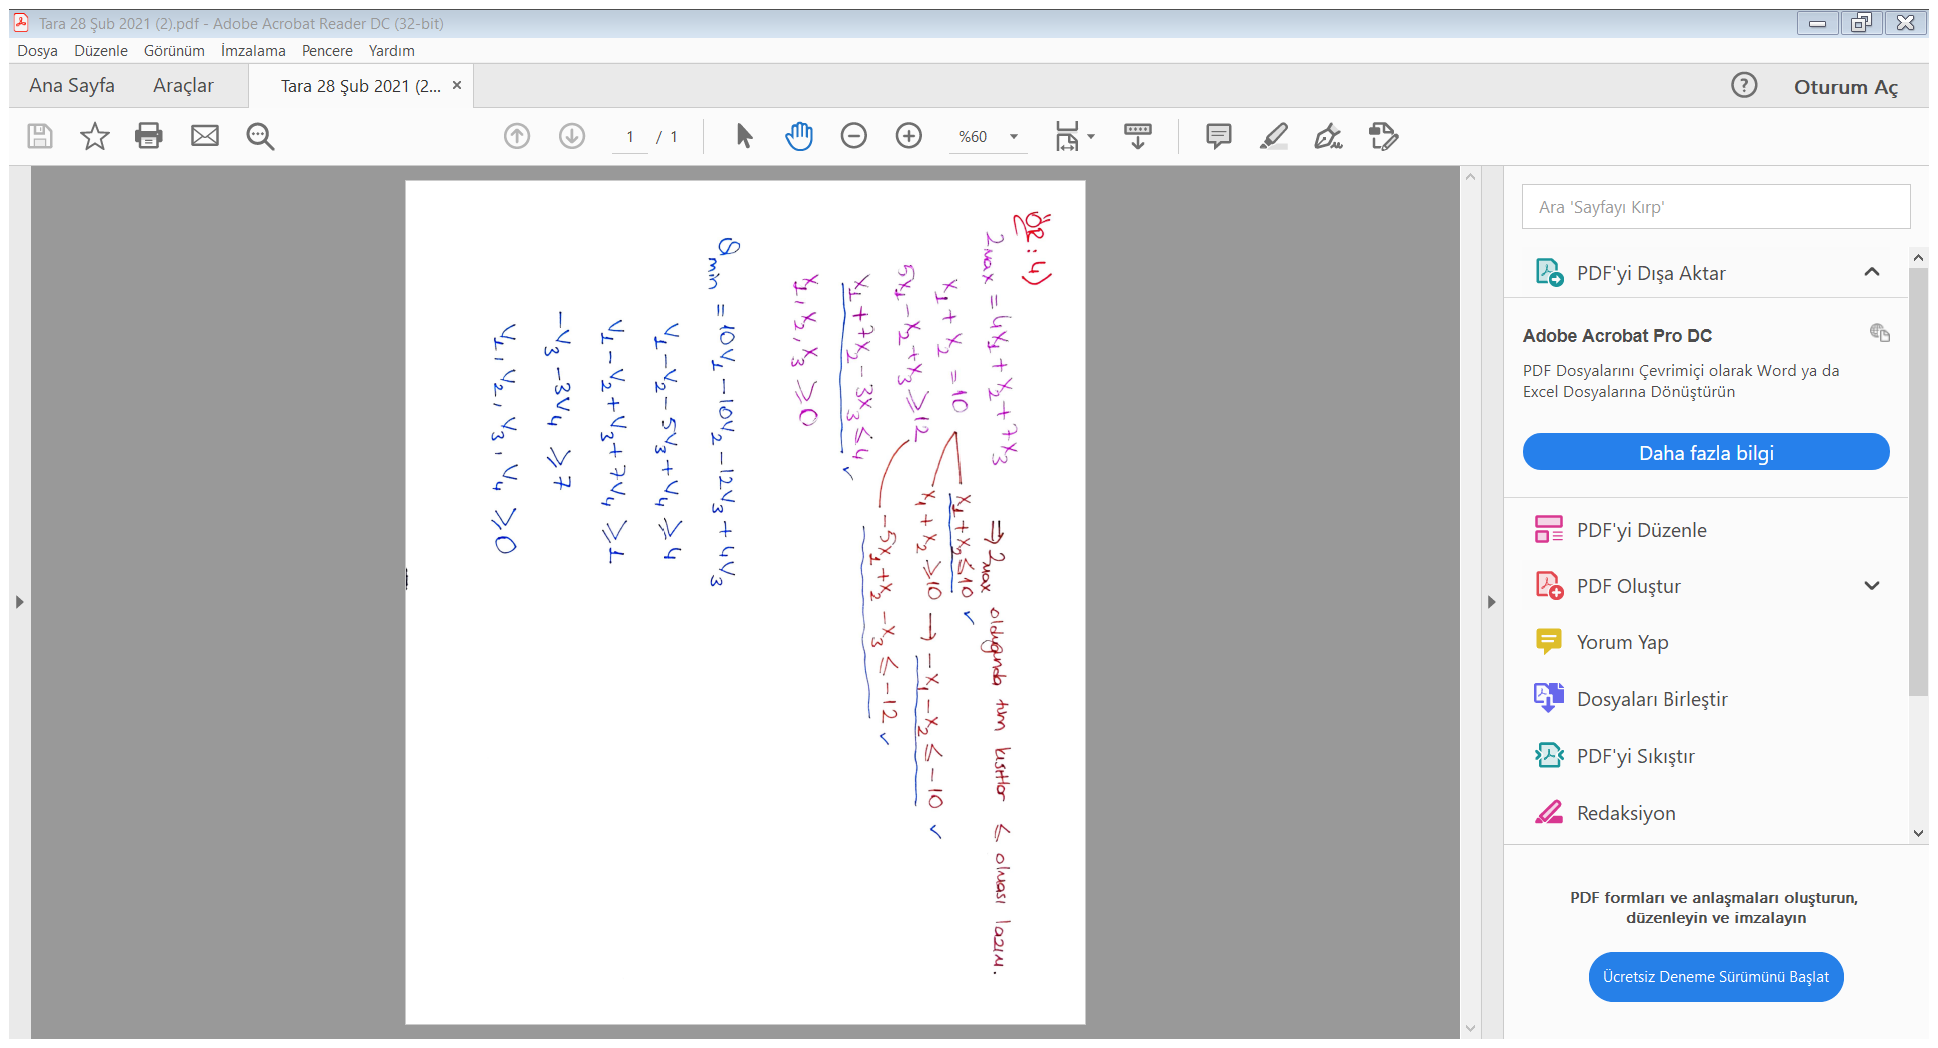 Tara 28 Şub 2021 (2).pdf - Adobe Acrobat Reader DC (32-bit)
Dosya Düzenle Görünüm İmzalama Pencere Yardım
Ana Sayfa Araçlar Tara 28 Şub 2021 (2... × Oturum Aç
1 / 1 %60
ÖR: 4)
Zmax = 4x1 + x2 + 7x3 ⇒ Zmax olduğunda tüm kısıtlar ≤ olması lazım.
x1 + x2 = 10 x1 + x2 ≤ 10 ✓
x1 + x2 ≥ 10 → -x1 - x2 ≤ -10 ✓
5x1 - x2 + x3 ≥ 12 -5x1 + x2 - x3 ≤ -12 ✓
x1 + 7x2 - 3x3 ≤ 4 ✓
x1, x2, x3 ≥ 0
Qmin = 10V1 - 10V2 - 12V3 + 4V3
V1 - V2 - 5V3 + V4 ≥ 4
V1 - V2 + V3 + 7V4 ≥ 1
-V3 - 3V4 ≥ 7
V1, V2, V3, V4 ≥ 0
Ara 'Sayfayı Kırp'
PDF'yi Dışa Aktar
Adobe Acrobat Pro DC
PDF Dosyalarını Çevrimiçi olarak Word ya da
Excel Dosyalarına Dönüştürün
Daha fazla bilgi
PDF'yi Düzenle
PDF Oluştur
Yorum Yap
Dosyaları Birleştir
PDF'yi Sıkıştır
Redaksiyon
PDF formları ve anlaşmaları oluşturun,
düzenleyin ve imzalayın
Ücretsiz Deneme Sürümünü Başlat